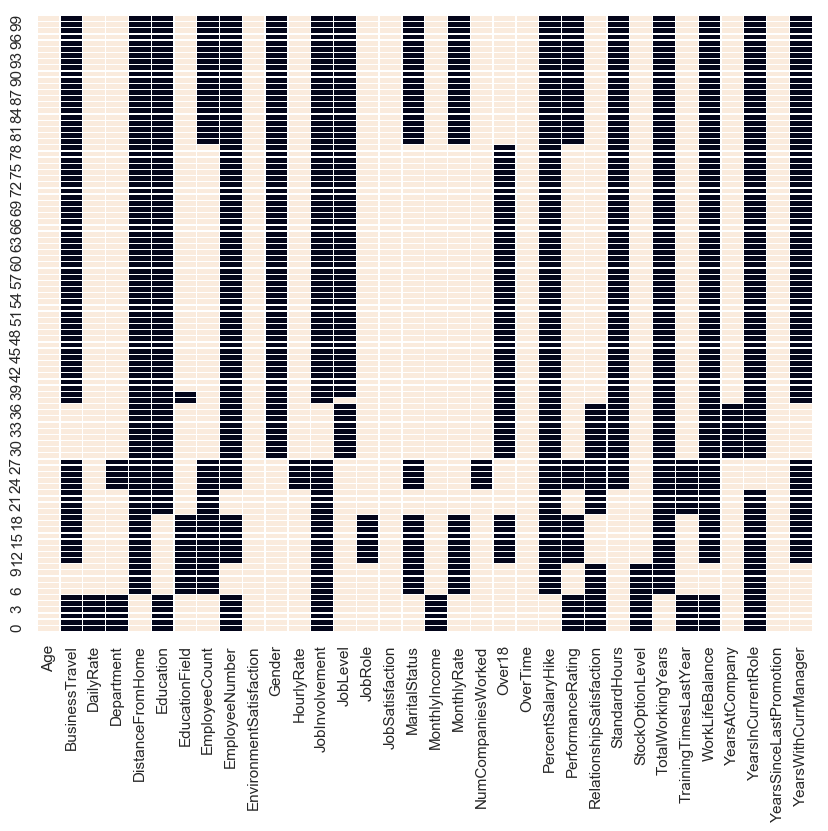 99
96
93
90
87
84
81
78
75
72
69
66
63
60
57
54
51
48
45
42
39
36
33
30
27
24
21
18
15
12
9
6
3
0
Age
BusinessTravel
DailyRate
Department
DistanceFromHome
Education
EducationField
EmployeeCount
EmployeeNumber
EnvironmentSatisfaction
Gender
HourlyRate
JobInvolvement
JobLevel
JobRole
JobSatisfaction
MaritalStatus
MonthlyIncome
MonthlyRate
NumCompaniesWorked
Over18
OverTime
PercentSalaryHike
PerformanceRating
RelationshipSatisfaction
StandardHours
StockOptionLevel
TotalWorkingYears
TrainingTimesLastYear
WorkLifeBalance
YearsAtCompany
YearsInCurrentRole
YearsSinceLastPromotion
YearsWithCurrManager